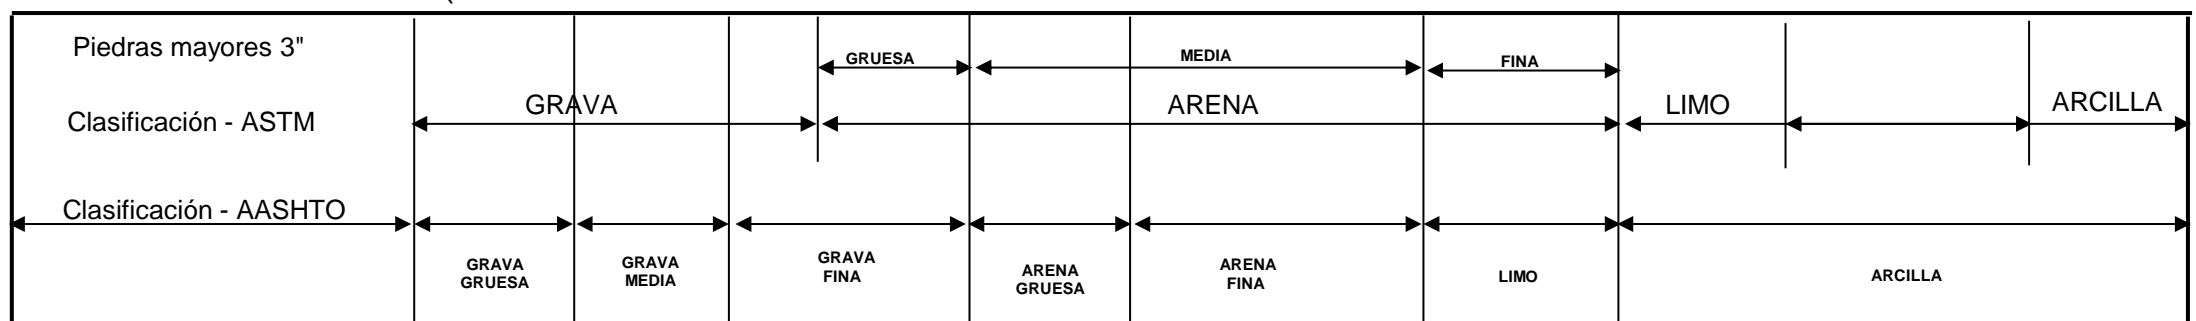 Piedras mayores 3"
GRUESA
MEDIA
FINA
Clasificación - ASTM
GRAVA
ARENA
LIMO
ARCILLA
Clasificación - AASHTO
GRAVA
GRUESA
GRAVA
MEDIA
GRAVA
FINA
ARENA
GRUESA
ARENA
FINA
LIMO
ARCILLA